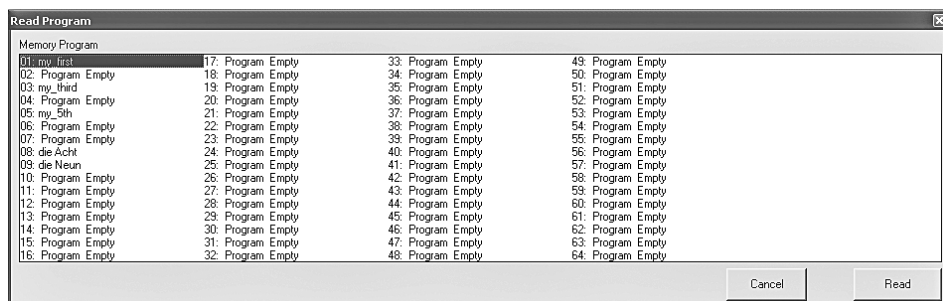 Read Program
Memory Program
01: my_first
02: Program Empty
03: my_third
04: Program Empty
05: my_5th
06: Program Empty
07: Program Empty
08: die Acht
09: die Neun
10: Program Empty
11: Program Empty
12: Program Empty
13: Program Empty
14: Program Empty
15: Program Empty
16: Program Empty
17: Program Empty
18: Program Empty
19: Program Empty
20: Program Empty
21: Program Empty
22: Program Empty
23: Program Empty
24: Program Empty
25: Program Empty
26: Program Empty
27: Program Empty
28: Program Empty
29: Program Empty
30: Program Empty
31: Program Empty
32: Program Empty
33: Program Empty
34: Program Empty
35: Program Empty
36: Program Empty
37: Program Empty
38: Program Empty
39: Program Empty
40: Program Empty
41: Program Empty
42: Program Empty
43: Program Empty
44: Program Empty
45: Program Empty
46: Program Empty
47: Program Empty
48: Program Empty
49: Program Empty
50: Program Empty
51: Program Empty
52: Program Empty
53: Program Empty
54: Program Empty
55: Program Empty
56: Program Empty
57: Program Empty
58: Program Empty
59: Program Empty
60: Program Empty
61: Program Empty
62: Program Empty
63: Program Empty
64: Program Empty
Cancel
Read